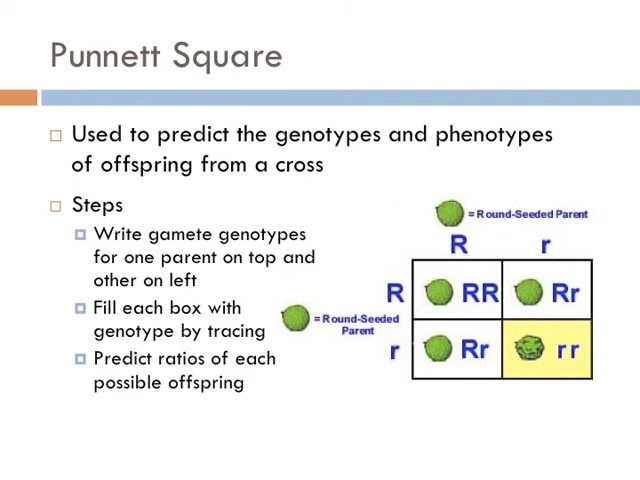 Punnett Square
Used to predict the genotypes and phenotypes
of offspring from a cross
Steps
Write gamete genotypes
for one parent on top and
other on left
Fill each box with
genotype by tracing
Predict ratios of each
possible offspring
= Round-Seeded Parent
R r
R RR Rr
= Round-Seeded
Parent
r Rr rr